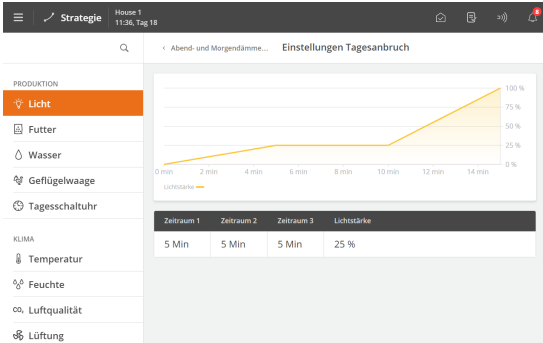 Strategie
House 1
11:36, Tag 18
8
‹ Abend- und Morgendämme...
Einstellungen Tagesanbruch
PRODUKTION
Licht
Futter
Wasser
Geflügelwaage
Tagesschaltuhr
KLIMA
Temperatur
Feuchte
CO₂ Luftqualität
Lüftung
100 %
75 %
50 %
25 %
0 %
0 min 2 min 4 min 6 min 8 min 10 min 12 min 14 min
Lichtstärke
Zeitraum 1 Zeitraum 2 Zeitraum 3 Lichtstärke
5 Min 5 Min 5 Min 25 %